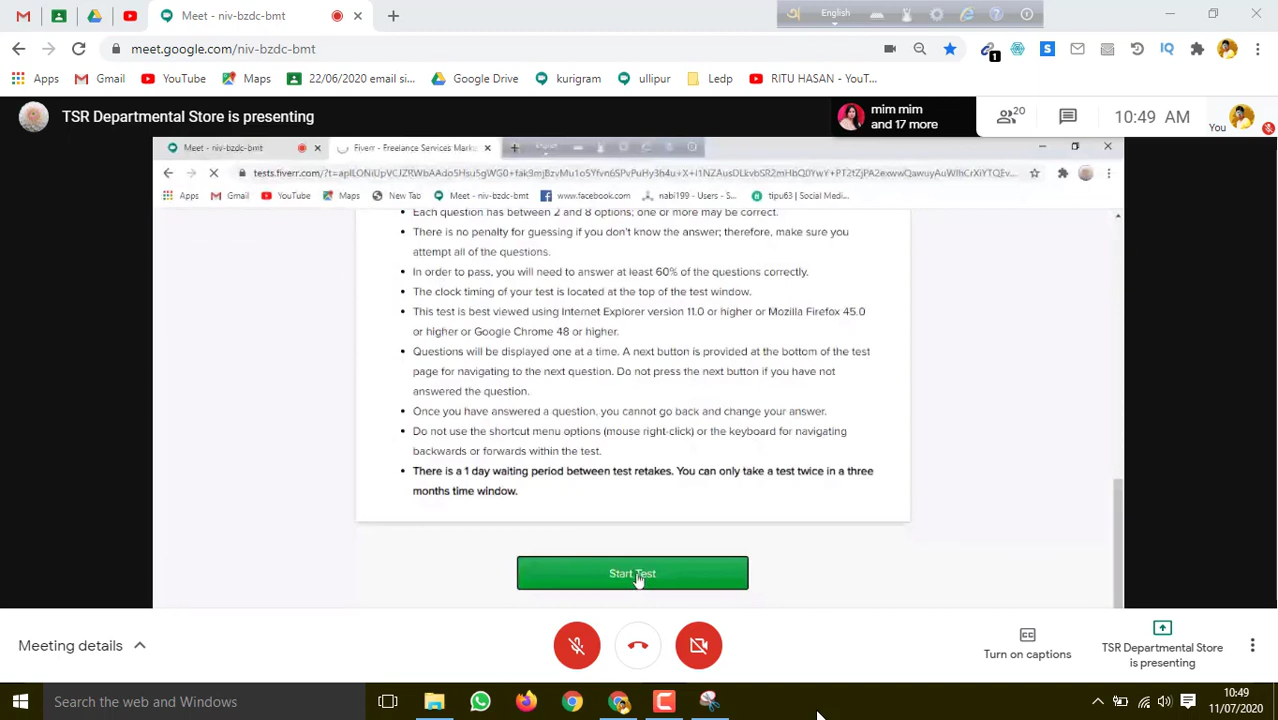 Meet - niv-bzdc-bmt
English
meet.google.com/niv-bzdc-bmt
1
IQ
Apps
Gmail
YouTube
Maps
22/06/2020 email si...
Google Drive
kurigram
ullipur
Ledp
RITU HASAN - YouT...
TSR Departmental Store is presenting
mim mim
and 17 more
20
10:49 AM
You
Meet - niv-bzdc-bmt
Fiverr - Freelance Services Mark
Apps
Gmail
YouTube
Maps
New Tab
Meet - niv-bzdc-bmt
www.facebook.com
nabi199 - Users - S...
tipu63 | Social Medi...
Each question has between 2 and 8 options; one or more may be correct.
There is no penalty for guessing if you don't know the answer; therefore, make sure you
attempt all of the questions.
In order to pass, you will need to answer at least 60% of the questions correctly.
The clock timing of your test is located at the top of the test window.
This test is best viewed using Internet Explorer version 11.0 or higher or Mozilla Firefox 45.0
or higher or Google Chrome 48 or higher.
Questions will be displayed one at a time. A next button is provided at the bottom of the test
page for navigating to the next question. Do not press the next button if you have not
answered the question.
Once you have answered a question, you cannot go back and change your answer.
Do not use the shortcut menu options (mouse right-click) or the keyboard for navigating
backwards or forwards within the test.
There is a 1 day waiting period between test retakes. You can only take a test twice in a three
months time window.
Start Test
Meeting details
Turn on captions
TSR Departmental Store
is presenting
Search the web and Windows
10:49
11/07/2020